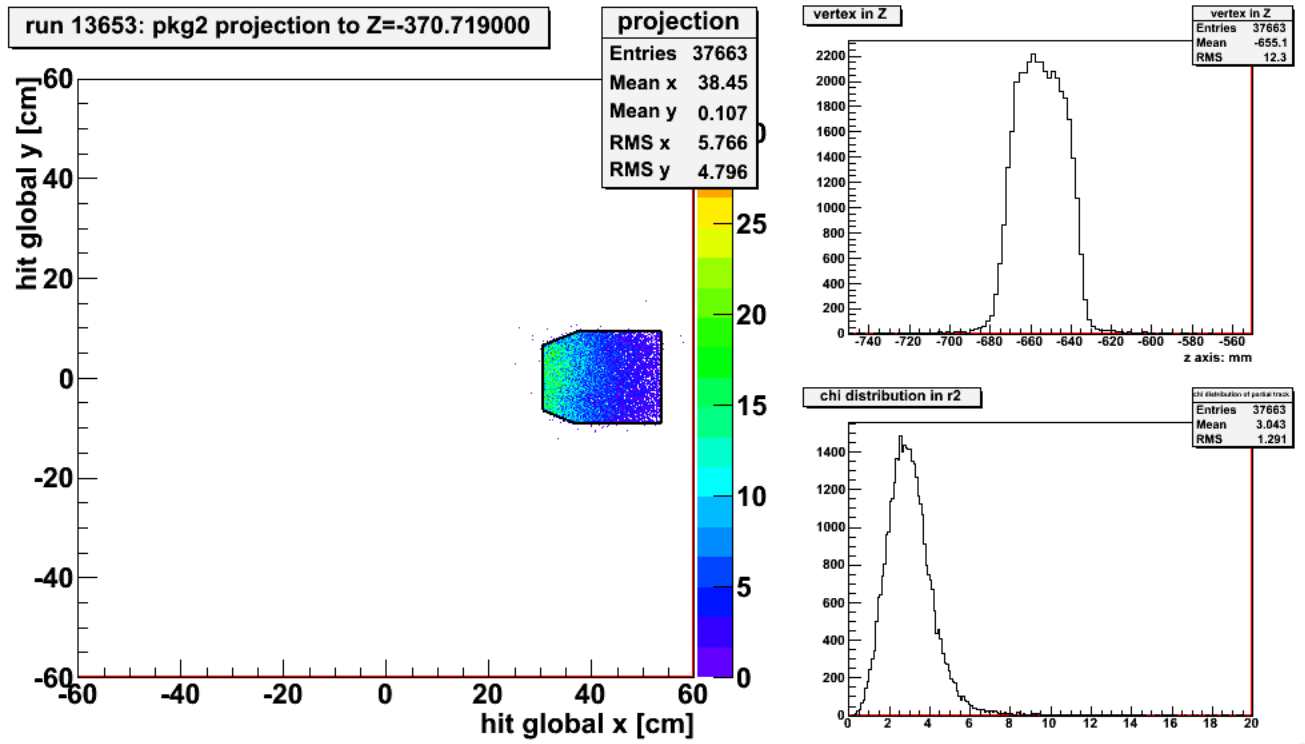 run 13653: pkg2 projection to Z=-370.719000
projection
Entries 37663
Mean x 38.45
Mean y 0.107
RMS x 5.766
RMS y 4.796
hit global y [cm]
60
40
20
0
-20
-40
-60
-60 -40 -20 0 20 40 60
hit global x [cm]
25
20
15
10
5
0
vertex in Z
vertex in Z
Entries 37663
Mean -655.1
RMS 12.3
2200
2000
1800
1600
1400
1200
1000
800
600
400
200
0
-740 -720 -700 -680 -660 -640 -620 -600 -580 -560
z axis: mm
chi distribution in r2
chi distribution of partial track
Entries 37663
Mean 3.043
RMS 1.291
1400
1200
1000
800
600
400
200
0
0 2 4 6 8 10 12 14 16 18 20